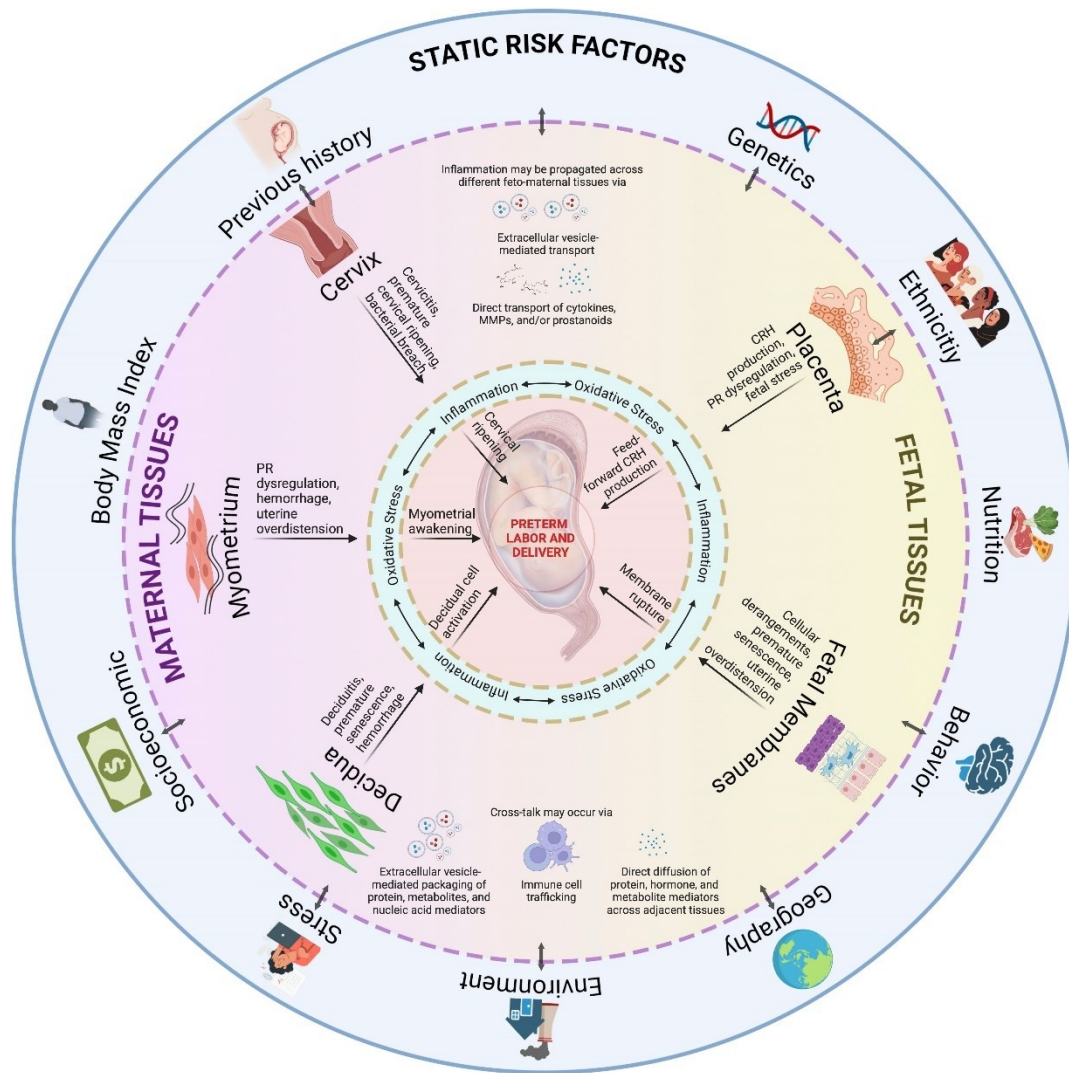 STATIC RISK FACTORS
Previous history
Genetics
Ethnicitiy
Nutrition
Behavior
Geography
Environment
Stress
Socioeconomic
Body Mass Index
MATERNAL TISSUES
FETAL TISSUES
Inflammation may be propagated across
different feto-maternal tissues via
Extracellular vesicle-
mediated transport
Direct transport of cytokines,
MMPs, and/or prostanoids
Cervix
Cervicitis,
premature
cervical ripening,
bacterial breach
Placenta
CRH
production,
PR dysregulation,
fetal stress
Myometrium
PR
dysregulation,
hemorrhage,
uterine
overdistension
Fetal Membranes
Cellular
derangements,
premature
senescence,
uterine
overdistension
Decidua
Deciduitis,
premature
senescence,
hemorrhage
Inflammation
Oxidative Stress
Inflammation
Oxidative Stress
Inflammation
Oxidative Stress
Cervical
ripening
Feed-
forward CRH
production
Myometrial
awakening
PRETERM
LABOR AND
DELIVERY
Decidual cell
activation
Membrane
rupture
Cross-talk may occur via
Extracellular vesicle-
mediated packaging of
protein, metabolites, and
nucleic acid mediators
Immune cell
trafficking
Direct diffusion of
protein, hormone, and
metabolite mediators
across adjacent tissues